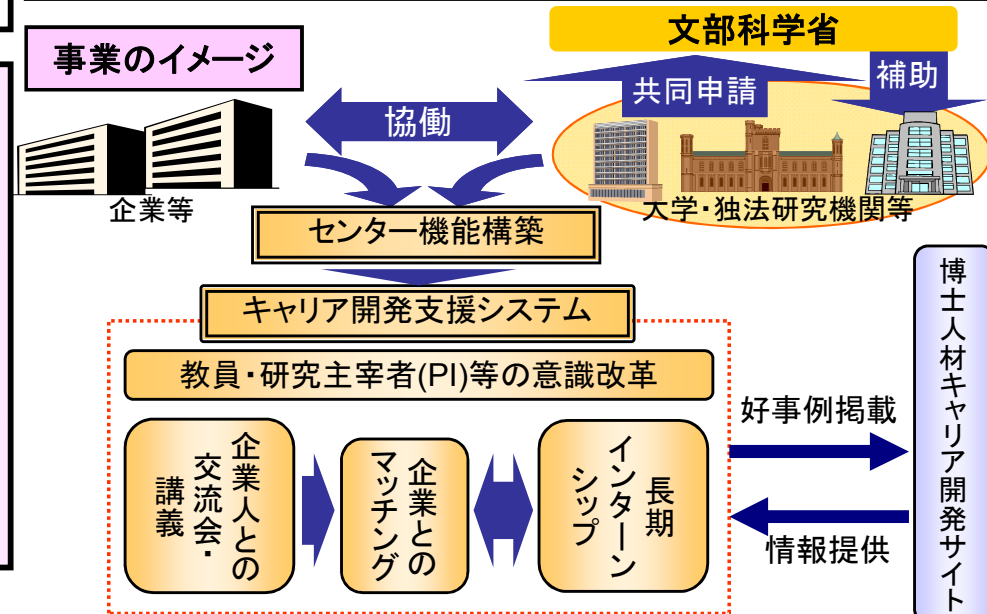 事業のイメージ
文部科学省
協働
共同申請
補助
企業等
大学・独法研究機関等
センター機能構築
キャリア開発支援システム
教員・研究主宰者(PI)等の意識改革
企業人との
交流会・
講義
企業との
マッチング
長期
インターン
シップ
好事例掲載
情報提供
博士人材キャリア開発サイト